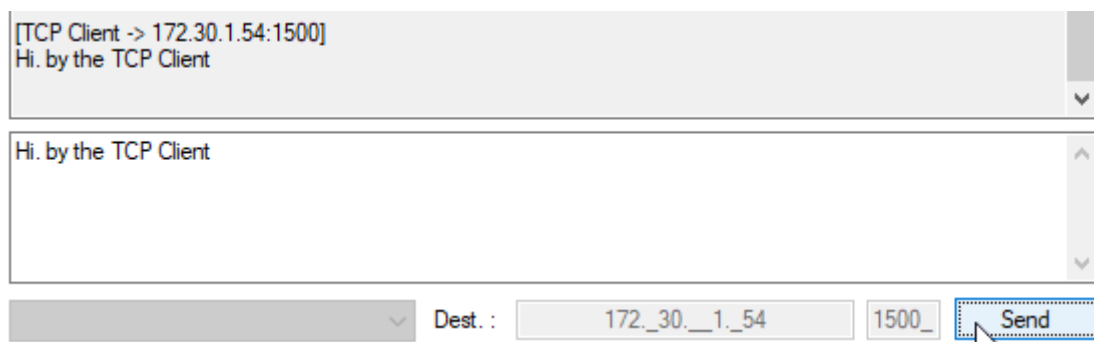 [TCP Client -> 172.30.1.54:1500]
Hi. by the TCP Client
Hi. by the TCP Client
Dest. : 172._30.__1._54 1500_ Send